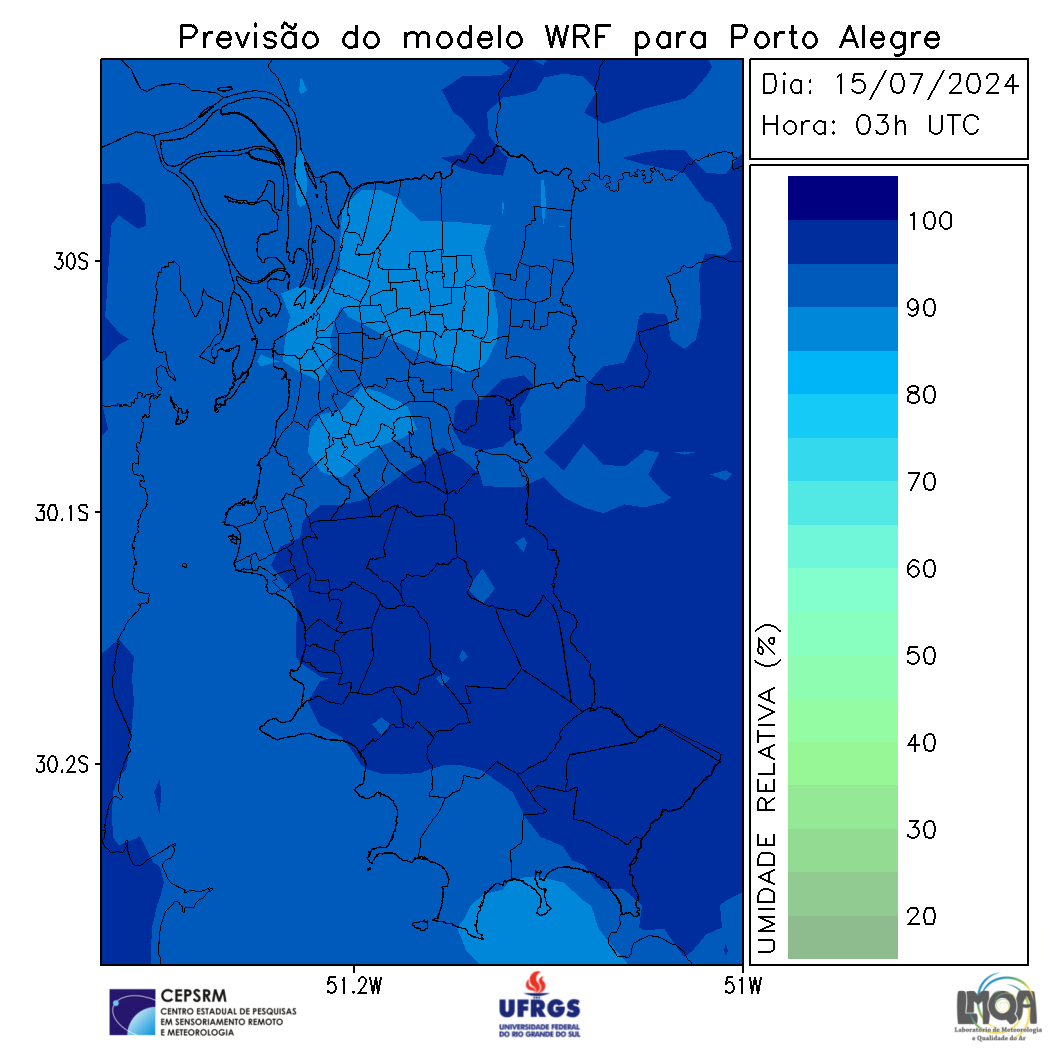 Previsão do modelo WRF para Porto Alegre
Dia: 15/07/2024
Hora: 03h UTC
30S
30.1S
30.2S
51.2W
51W
100
90
80
70
60
50
40
30
20
UMIDADE RELATIVA (%)
CEPSRM
CENTRO ESTADUAL DE PESQUISAS
EM SENSORIAMENTO REMOTO
E METEOROLOGIA
UFRGS
UNIVERSIDADE FEDERAL
DO RIO GRANDE DO SUL
LMQA
Laboratório de Meteorologia
e Qualidade do Ar